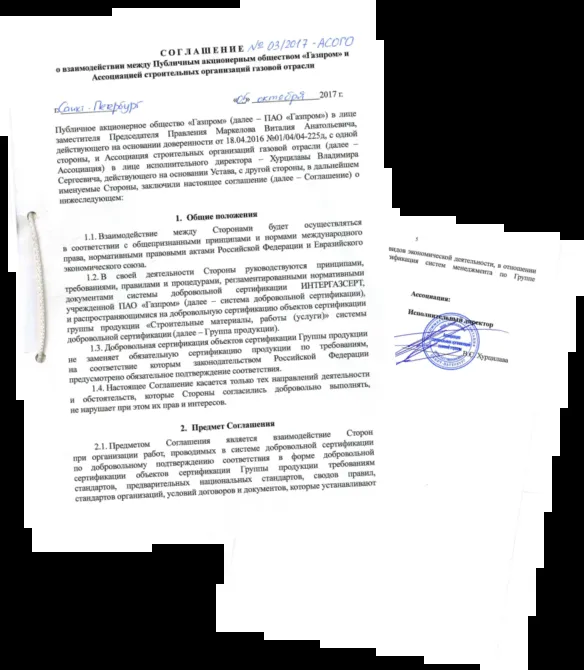 СОГЛАШЕНИЕ № 03/2017-АСОГО
о взаимодействии между Публичным акционерным обществом «Газпром» и
Ассоциацией строительных организаций газовой отрасли
г. Санкт-Петербург «05» октября 2017 г.
Публичное акционерное общество «Газпром» (далее – ПАО «Газпром») в лице
заместителя Председателя Правления Маркелова Виталия Анатольевича,
действующего на основании доверенности от 18.04.2016 №01/04/04-225д, с одной
стороны, и Ассоциация строительных организаций газовой отрасли (далее –
Ассоциация) в лице исполнительного директора – Хурцилавы Владимира
Сергеевича, действующего на основании Устава, с другой стороны, в дальнейшем
именуемые Стороны, заключили настоящее соглашение (далее – Соглашение) о
нижеследующем:
1. Общие положения
1.1. Взаимодействие между Сторонами будет осуществляться
в соответствии с общепризнанными принципами и нормами международного
права, нормативными правовыми актами Российской Федерации и Евразийского
экономического союза.
1.2. В своей деятельности Стороны руководствуются принципами,
требованиями, правилами и процедурами, регламентированными нормативными
документами системы добровольной сертификации ИНТЕРГАЗСЕРТ,
учрежденной ПАО «Газпром» (далее – система добровольной сертификации),
и распространяющимися на добровольную сертификацию объектов сертификации
группы продукции «Строительные материалы, работы (услуги)» системы
добровольной сертификации (далее – Группа продукции).
1.3. Добровольная сертификация объектов сертификации Группы продукции
не заменяет обязательную сертификацию продукции по требованиям,
на соответствие которым законодательством Российской Федерации
предусмотрено обязательное подтверждение соответствия.
1.4. Настоящее Соглашение касается только тех направлений деятельности
и обстоятельств, которые Стороны согласились добровольно выполнять,
не нарушает при этом их прав и интересов.
2. Предмет Соглашения
2.1. Предметом Соглашения является взаимодействие Сторон
при организации работ, проводимых в системе добровольной сертификации
по добровольному подтверждению соответствия в форме добровольной
сертификации объектов сертификации Группы продукции требованиям
стандартов, предварительных национальных стандартов, сводов правил,
стандартов организаций, условий договоров и документов, которые устанавливают
5
видов экономической деятельности, в отношении
ификация систем менеджмента по Группе
Ассоциация:
Исполнительный директор
В.С. Хурцилава